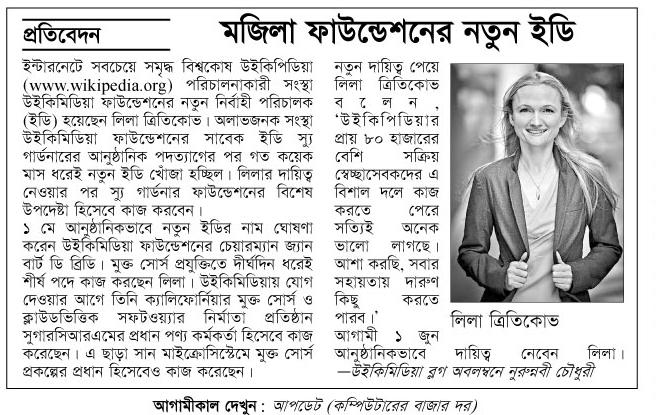 প্রতিবেদন
মজিলা ফাউন্ডেশনের নতুন ইডি
ইন্টারনেটে সবচেয়ে সমৃদ্ধ বিশ্বকোষ উইকিপিডিয়া
(www.wikipedia.org) পরিচালনাকারী সংস্থা
উইকিমিডিয়া ফাউন্ডেশনের নতুন নির্বাহী পরিচালক
(ইডি) হয়েছেন লিলা ত্রিতিকোভ। অলাভজনক সংস্থা
উইকিমিডিয়া ফাউন্ডেশনের সাবেক ইডি স্যু
গার্ডনারের আনুষ্ঠানিক পদত্যাগের পর গত কয়েক
মাস ধরেই নতুন ইডি খোঁজা হচ্ছিল। লিলার দায়িত্ব
নেওয়ার পর স্যু গার্ডনার ফাউন্ডেশনের বিশেষ
উপদেষ্টা হিসেবে কাজ করবেন।
১ মে আনুষ্ঠানিকভাবে নতুন ইডির নাম ঘোষণা
করেন উইকিমিডিয়া ফাউন্ডেশনের চেয়ারম্যান জ্যান
বার্ট ডি ব্রিডি। মুক্ত সোর্স প্রযুক্তিতে দীর্ঘদিন ধরেই
শীর্ষ পদে কাজ করছেন লিলা। উইকিমিডিয়ায় যোগ
দেওয়ার আগে তিনি ক্যালিফোর্নিয়ার মুক্ত সোর্স ও
ক্লাউডভিত্তিক সফটওয়্যার নির্মাতা প্রতিষ্ঠান
সুগারসিআরএমের প্রধান পণ্য কর্মকর্তা হিসেবে কাজ
করেছেন। এ ছাড়া সান মাইক্রোসিস্টেমে মুক্ত সোর্স
প্রকল্পের প্রধান হিসেবেও কাজ করেছেন।
নতুন দায়িত্ব পেয়ে
লিলা ত্রিতিকোভ
বলেন,
'উইকিপিডিয়ার
প্রায় ৮০ হাজারের
বেশি সক্রিয়
স্বেচ্ছাসেবকদের এ
বিশাল দলে কাজ
করতে পেরে
সত্যিই অনেক
ভালো লাগছে।
আশা করছি, সবার
সহায়তায় দারুণ
কিছু করতে
পারব।'
আগামী ১ জুন
আনুষ্ঠানিকভাবে দায়িত্ব নেবেন লিলা।
—উইকিমিডিয়া ব্লগ অবলম্বনে নুরুন্নবী চৌধুরী
লিলা ত্রিতিকোভ
আগামীকাল দেখুন : আপডেট (কম্পিউটারের বাজার দর)